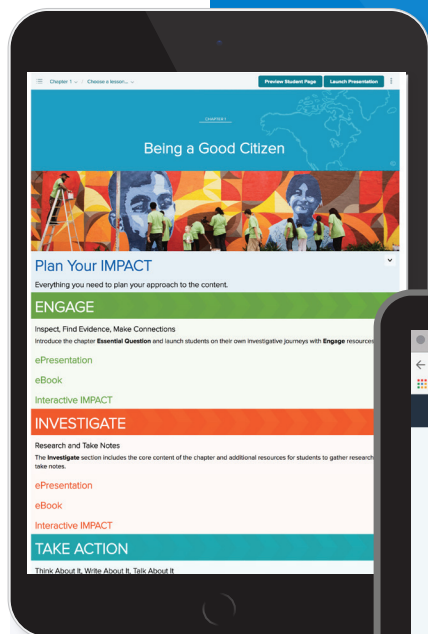 Chapter 1 Choose a lesson...
Preview Student Page Launch Presentation
CHAPTER 1
Being a Good Citizen
Plan Your IMPACT
Everything you need to plan your approach to the content.
ENGAGE
Inspect, Find Evidence, Make Connections
Introduce the chapter Essential Question and launch students on their own investigative journeys with Engage resources
ePresentation
eBook
Interactive IMPACT
INVESTIGATE
Research and Take Notes
The Investigate section includes the core content of the chapter and additional resources for students to gather research
take notes.
ePresentation
eBook
Interactive IMPACT
TAKE ACTION
Think About It, Write About It, Talk About It